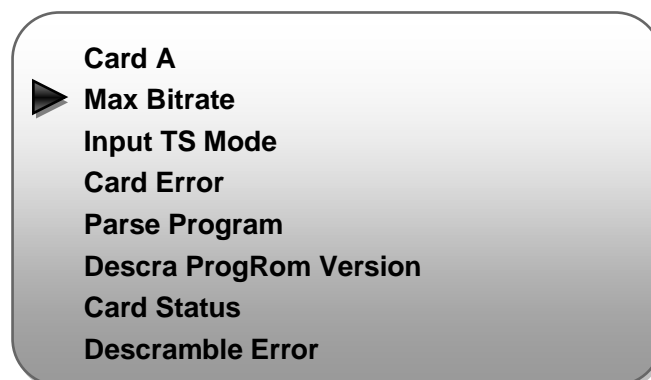 Card A
Max Bitrate
Input TS Mode
Card Error
Parse Program
Descra ProgRom Version
Card Status
Descramble Error